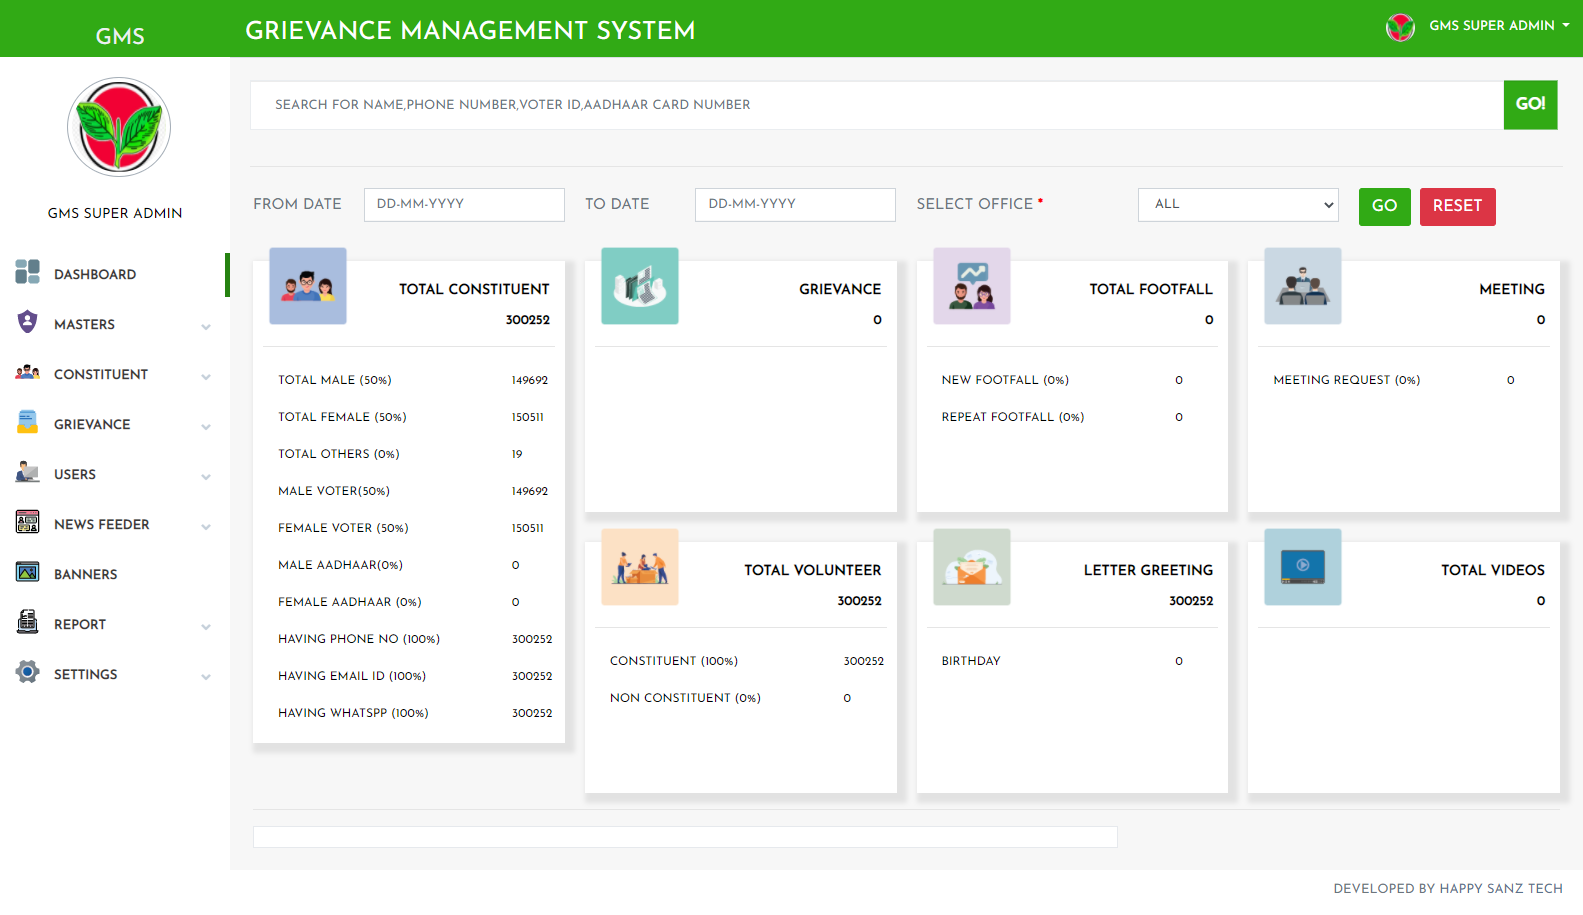 GMS
GRIEVANCE MANAGEMENT SYSTEM
GMS SUPER ADMIN
GMS SUPER ADMIN
DASHBOARD
MASTERS
CONSTITUENT
GRIEVANCE
USERS
NEWS FEEDER
BANNERS
REPORT
SETTINGS
SEARCH FOR NAME,PHONE NUMBER,VOTER ID,AADHAAR CARD NUMBER
GO!
FROM DATE DD-MM-YYYY TO DATE DD-MM-YYYY SELECT OFFICE * ALL GO RESET
TOTAL CONSTITUENT
300252
TOTAL MALE (50%) 149692
TOTAL FEMALE (50%) 150511
TOTAL OTHERS (0%) 19
MALE VOTER(50%) 149692
FEMALE VOTER (50%) 150511
MALE AADHAAR(0%) 0
FEMALE AADHAAR (0%) 0
HAVING PHONE NO (100%) 300252
HAVING EMAIL ID (100%) 300252
HAVING WHATSPP (100%) 300252
GRIEVANCE
0
TOTAL FOOTFALL
0
NEW FOOTFALL (0%) 0
REPEAT FOOTFALL (0%) 0
MEETING
0
MEETING REQUEST (0%) 0
TOTAL VOLUNTEER
300252
CONSTITUENT (100%) 300252
NON CONSTITUENT (0%) 0
LETTER GREETING
300252
BIRTHDAY 0
TOTAL VIDEOS
0
DEVELOPED BY HAPPY SANZ TECH